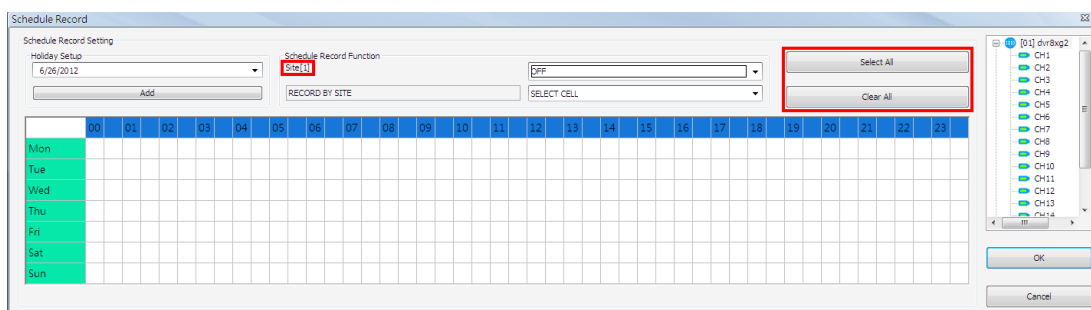 Schedule Record
Schedule Record Setting
Holiday Setup
6/26/2012
Add
Schedule Record Function
Site[1]
OFF
RECORD BY SITE
SELECT CELL
Select All
Clear All
00 01 02 03 04 05 06 07 08 09 10 11 12 13 14 15 16 17 18 19 20 21 22 23
Mon
Tue
Wed
Thu
Fri
Sat
Sun
[01] dvr8xg2
CH1
CH2
CH3
CH4
CH5
CH6
CH7
CH8
CH9
CH10
CH11
CH12
CH13
CH14
OK
Cancel